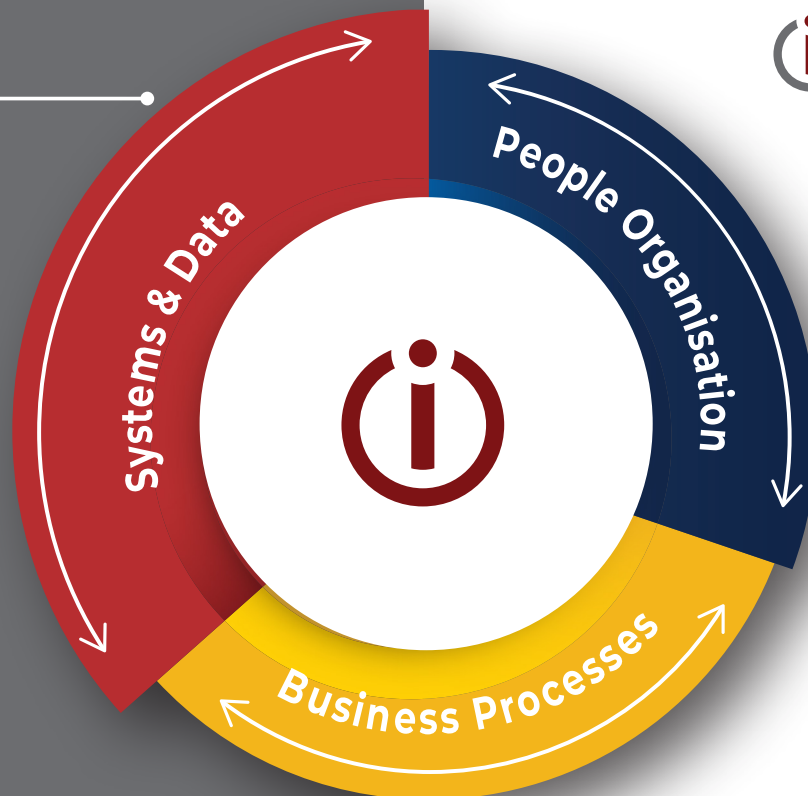 Systems & Data
People Organisation
Business Processes
i